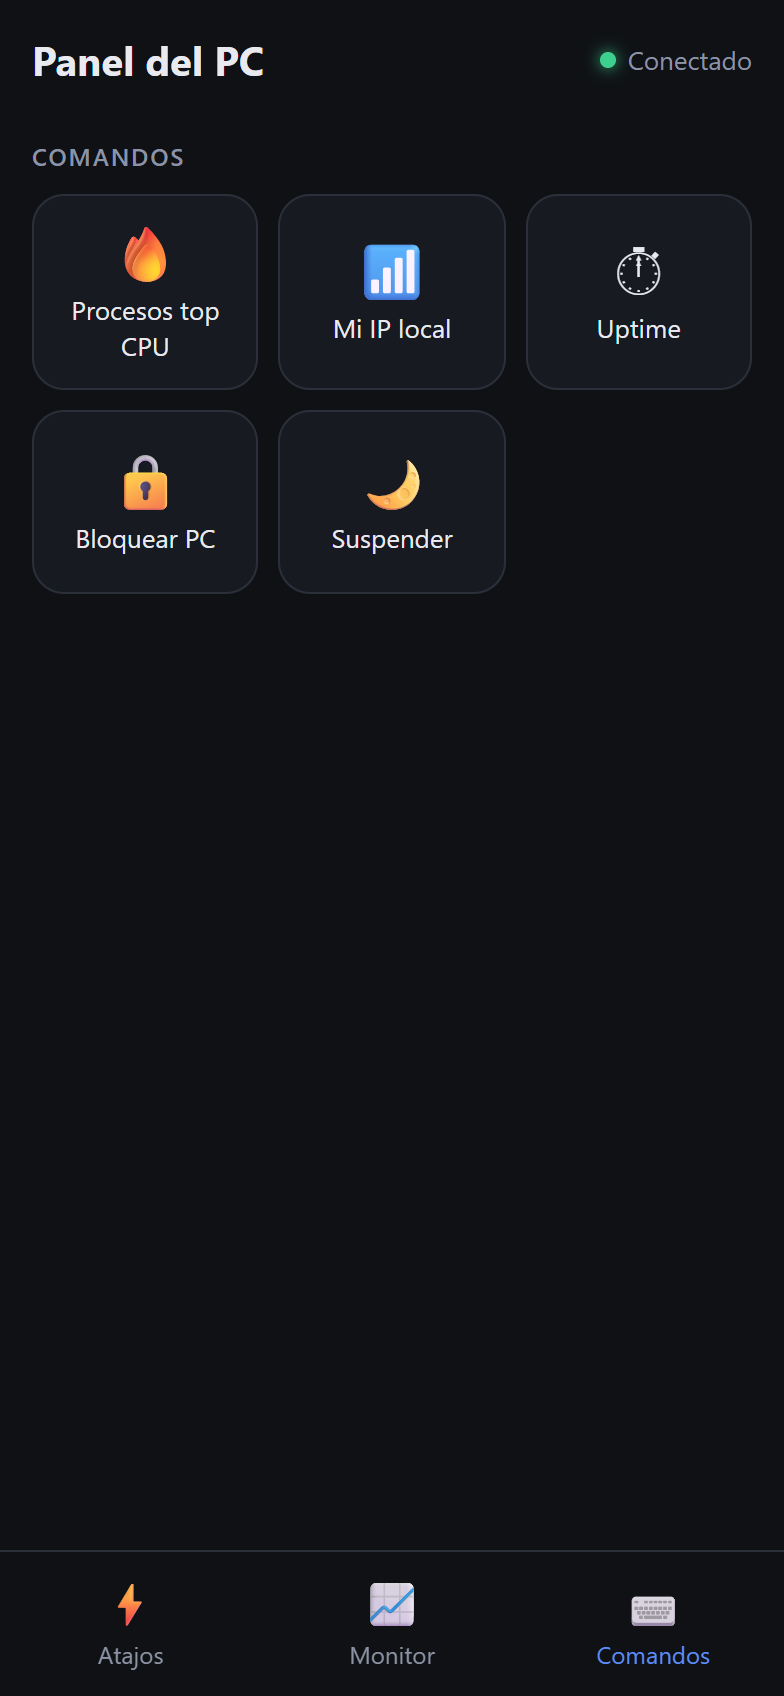 Panel del PC
Conectado
COMANDOS
Procesos top
CPU
Mi IP local
Uptime
Bloquear PC
Suspender
Atajos
Monitor
Comandos